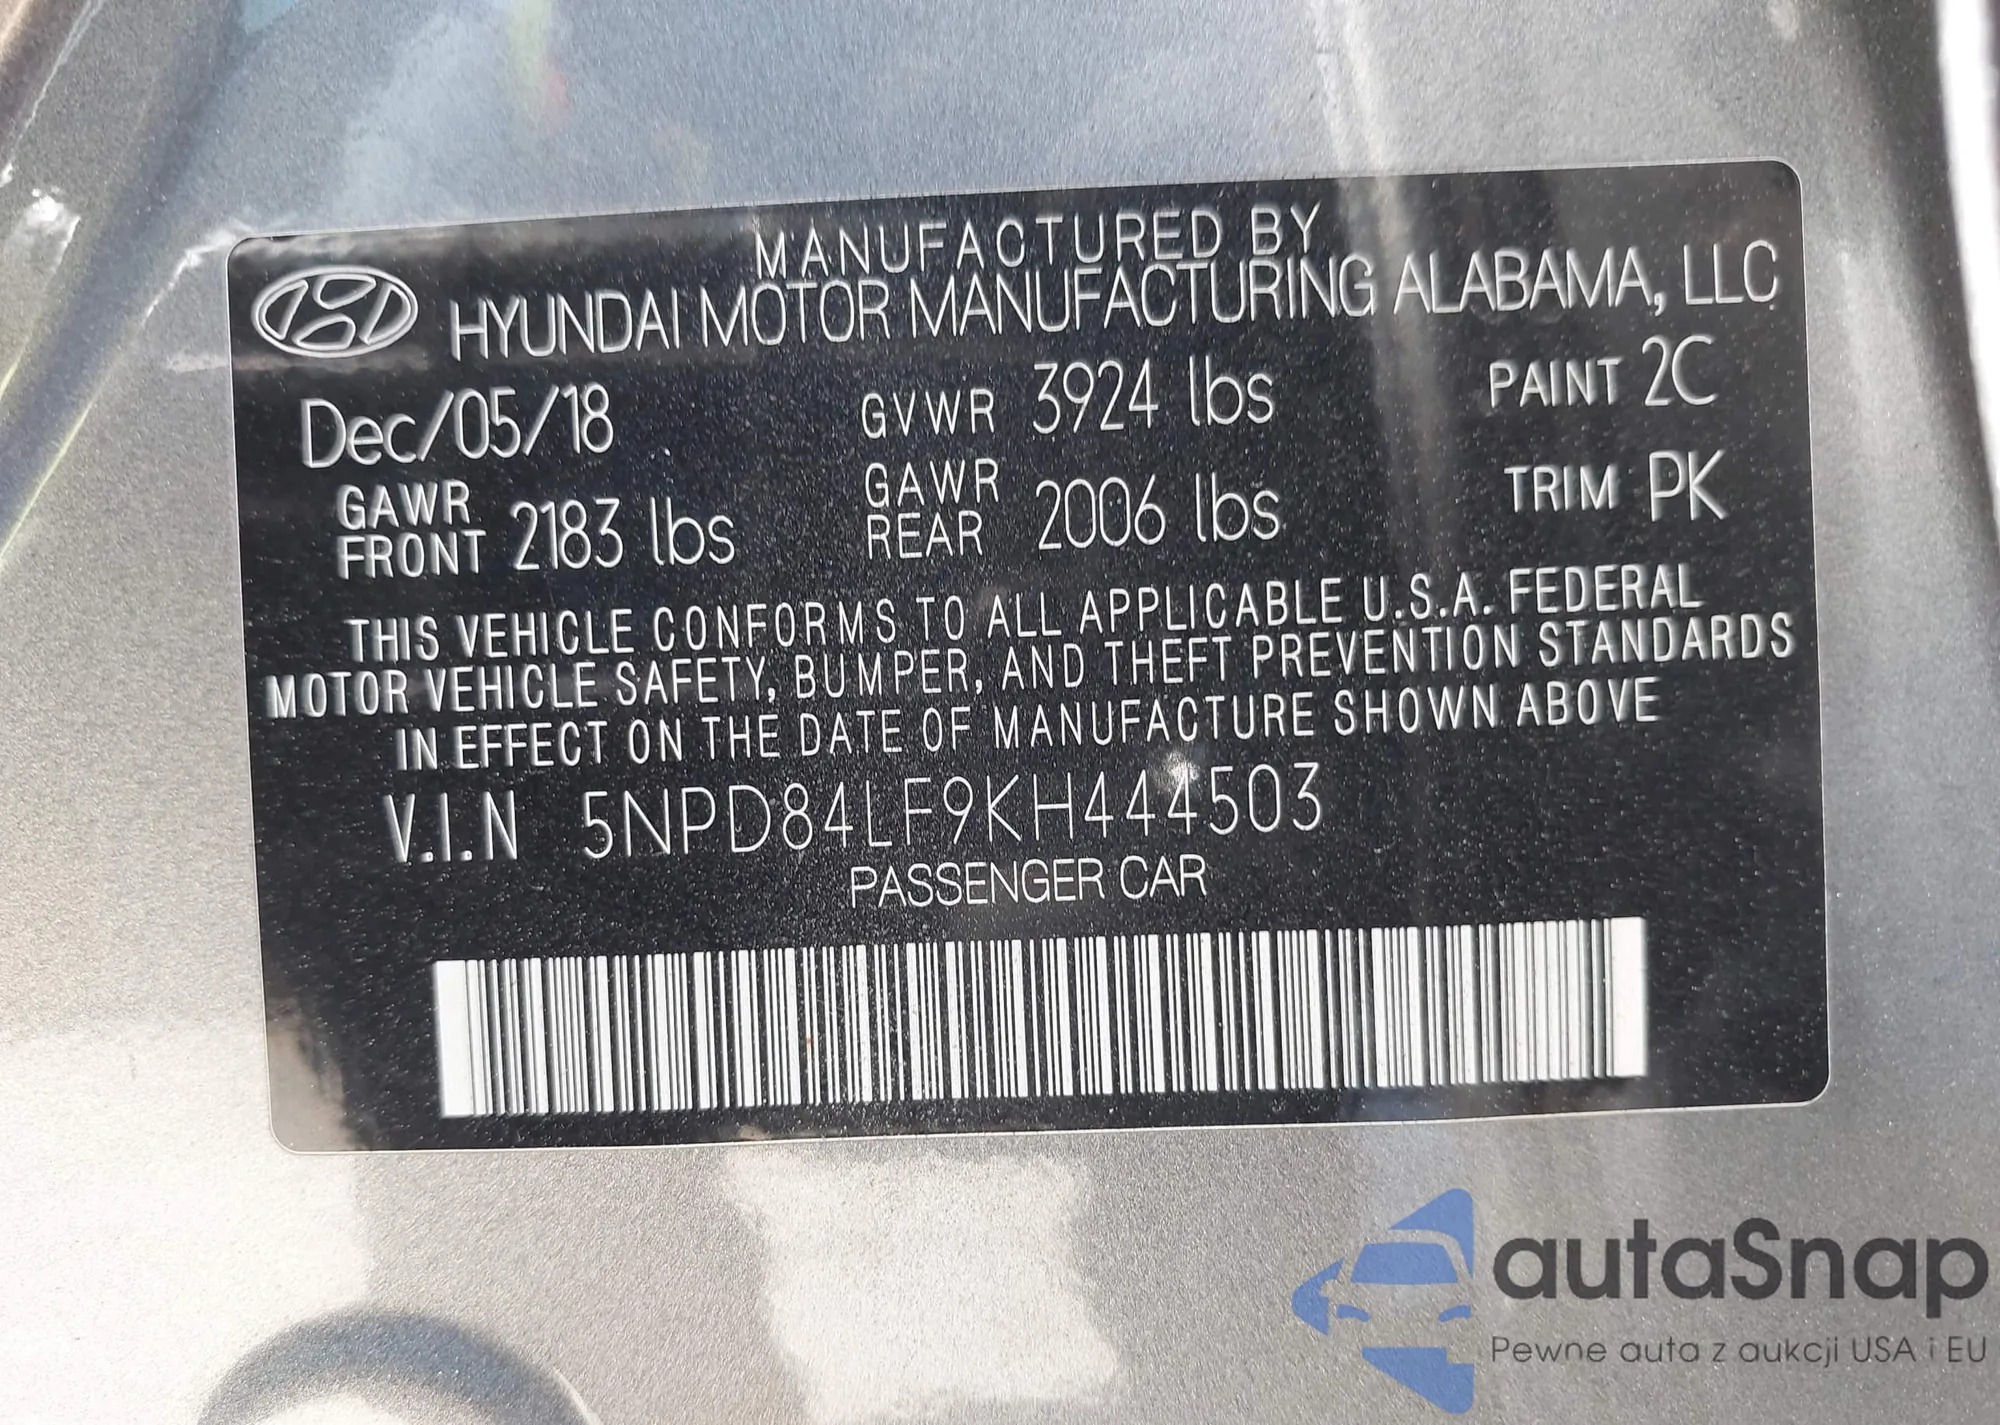 MANUFACTURED BY
HYUNDAI MOTOR MANUFACTURING ALABAMA, LLC
Dec/05/18 GVWR 3924 lbs PAINT 2C
GAWR FRONT 2183 lbs GAWR REAR 2006 lbs TRIM PK
THIS VEHICLE CONFORMS TO ALL APPLICABLE U.S.A. FEDERAL
MOTOR VEHICLE SAFETY, BUMPER, AND THEFT PREVENTION STANDARDS
IN EFFECT ON THE DATE OF MANUFACTURE SHOWN ABOVE
V.I.N 5NPD84LF9KH444503
PASSENGER CAR
autaSnap
Pewne auta z aukcji USA i EU